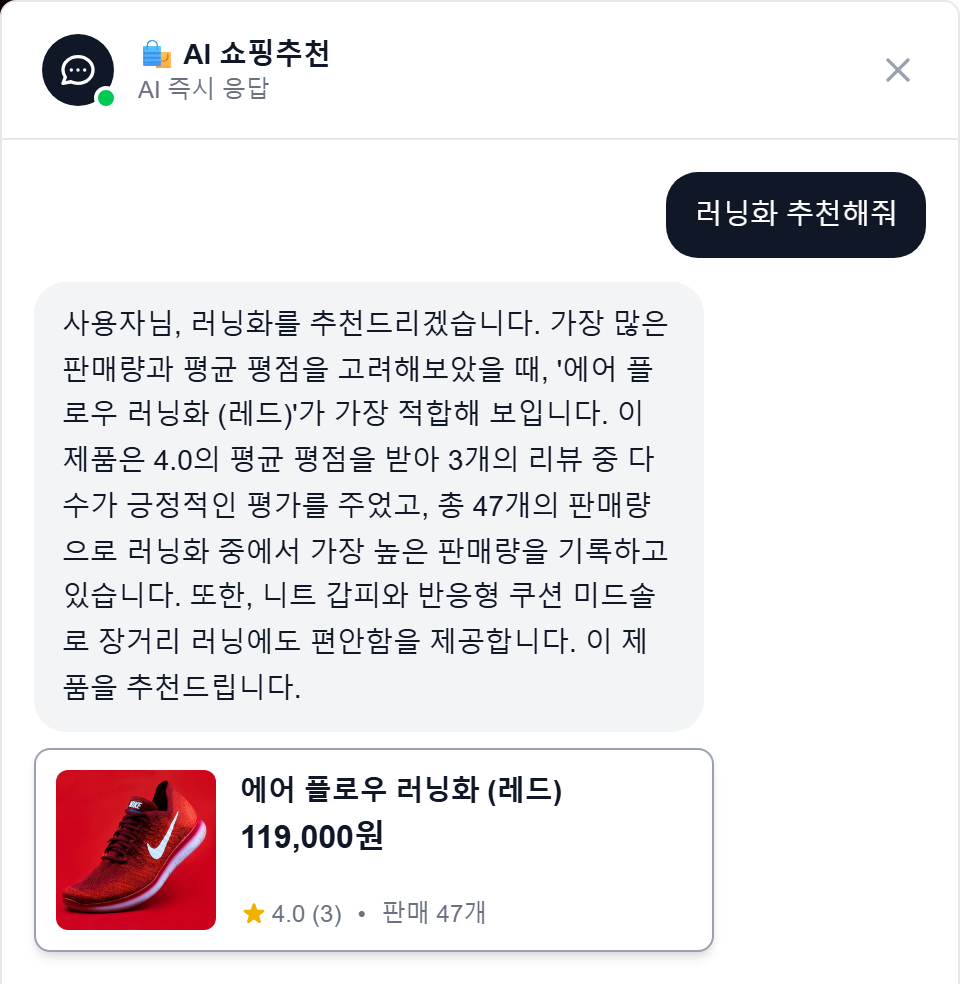 🛍️ AI 쇼핑추천
AI 즉시 응답
러닝화 추천해줘
사용자님, 러닝화를 추천드리겠습니다. 가장 많은
판매량과 평균 평점을 고려해보았을 때, '에어 플
로우 러닝화 (레드)'가 가장 적합해 보입니다. 이
제품은 4.0의 평균 평점을 받아 3개의 리뷰 중 다
수가 긍정적인 평가를 주었고, 총 47개의 판매량
으로 러닝화 중에서 가장 높은 판매량을 기록하고
있습니다. 또한, 니트 갑피와 반응형 쿠션 미드솔
로 장거리 러닝에도 편안함을 제공합니다. 이 제
품을 추천드립니다.
에어 플로우 러닝화 (레드)
119,000원
NIKE
⭐ 4.0 (3) • 판매 47개